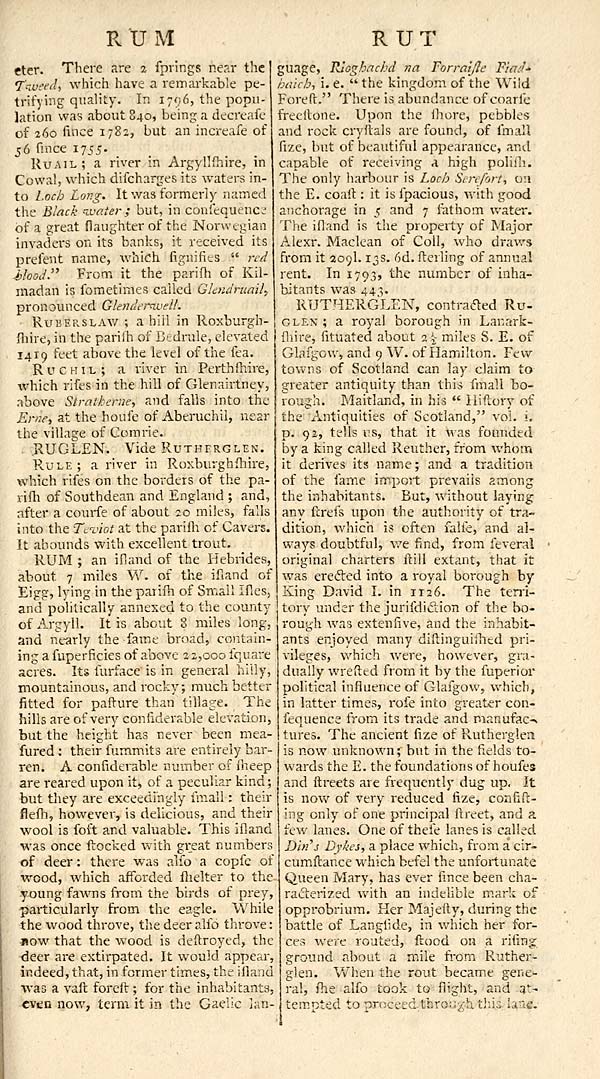 RUM
eter. There are 2 ſprings near the
Tweed, which have a remarkable pe-
trifying quality. In 1796, the popu-
lation was about 840, being a decreaſe
of 260 ſince 1782, but an increaſe of
56 ſince 1755.
RUAIL; a river in Argyllſhire, in
Cowal, which diſcharges its waters in-
to Loch Long. It was formerly named
the Black water; but, in conſequence
of a great ſlaughter of the Norwegian
invaders on its banks, it received its
preſent name, which ſignifies “ red
blood.” From it the pariſh of Kil-
madan is ſometimes called Glendruail,
pronounced Glenderwell.
RUBERSLAW; a hill in Roxburgh-
ſhire, in the pariſh of Bedrule, elevated
1419 feet above the level of the ſea.
RUCHIL; a river in Perthſhire,
which riſes in the hill of Glenairtney,
above Stratherne, and falls into the
Erne, at the houſe of Aberuchil, near
the village of Comrie.
RUGLEN. Vide RUTHERGLEN.
RULE; a river in Roxburghſhire,
which riſes on the borders of the pa-
riſh of Southdean and England; and,
after a courſe of about 20 miles, falls
into the Teviot at the pariſh of Cavers.
It abounds with excellent trout.
RUM; an iſland of the Hebrides,
about 7 miles W. of the iſland of
Eigg, lying in the pariſh of Small Iſles,
and politically annexed to the county
of Argyll. It is about 8 miles long,
and nearly the ſame broad, contain-
ing a ſuperficies of above 22,000 ſquare
acres. Its ſurface is in general hilly,
mountainous, and rocky; much better
fitted for paſture than tillage. The
hills are of very conſiderable elevation,
but the height has never been mea-
ſured: their ſummits are entirely bar-
ren. A conſiderable number of ſheep
are reared upon it, of a peculiar kind;
but they are exceedingly ſmall: their
fleſh, however, is delicious, and their
wool is ſoft and valuable. This iſland
was once ſtocked with great numbers
of deer: there was alſo a copſe of
wood, which afforded ſhelter to the
young fawns from the birds of prey,
particularly from the eagle. While
the wood throve, the deer alſo throve:
now that the wood is deſtroyed, the
deer are extirpated. It would appear,
indeed, that, in former times, the iſland
was a vaſt foreſt; for the inhabitants,
even now, term it in the Gaelic lan-
RUT
guage, Rioghachd na Forraiſle Fiad-
haich, i. e. “ the kingdom of the Wild
Foreſt.” There is abundance of coarſe
freeſtone. Upon the ſhore, pebbles
and rock cryſtals are found, of ſmall
ſize, but of beautiful appearance, and
capable of receiving a high poliſh.
The only harbour is Loch Screfort, on
the E. coaſt: it is ſpacious, with good
anchorage in 5 and 7 fathom water.
The iſland is the property of Major
Alexr. Maclean of Coll, who draws
from it 209l. 13s. 6d. ſterling of annual
rent. In 1793, the number of inha-
bitants was 443.
RUTHERGLEN, contracted RU-
GLEN; a royal borough in Lanark-
ſhire, ſituated about 2½ miles S. E. of
Glaſgow, and 9 W. of Hamilton. Few
towns of Scotland can lay claim to
greater antiquity than this ſmall bo-
rough. Maitland, in his “ Hiſtory of
the Antiquities of Scotland,” vol. i.
p. 92, tells us, that it was founded
by a king called Reuther, from whom
it derives its name; and a tradition
of the ſame import prevails among
the inhabitants. But, without laying
any ſtreſs upon the authority of tra-
dition, which is often falſe, and al-
ways doubtful, we find, from ſeveral
original charters ſtill extant, that it
was erected into a royal borough by
King David I. in 1126. The terri-
tory under the juriſdiction of the bo-
rough was extenſive, and the inhabit-
ants enjoyed many diſtinguiſhed pri-
vileges, which were, however, gra-
dually wreſted from it by the ſuperior
political influence of Glaſgow, which,
in latter times, roſe into greater con-
ſequence from its trade and manufac-
tures. The ancient ſize of Rutherglen
is now unknown; but in the fields to-
wards the E. the foundations of houſes
and ſtreets are frequently dug up. It
is now of very reduced ſize, conſiſt-
ing only of one principal ſtreet, and a
few lanes. One of theſe lanes is called
Din's Dykes, a place which, from a cir-
cumſtance which befel the unfortunate
Queen Mary, has ever ſince been cha-
racterized with an indelible mark of
opprobrium. Her Majeſty, during the
battle of Langſide, in which her for-
ces were routed, ſtood on a riſing
ground about a mile from Ruther-
glen. When the rout became gene-
ral, ſhe alſo took to flight, and at-
tempted to proceed through this lane.